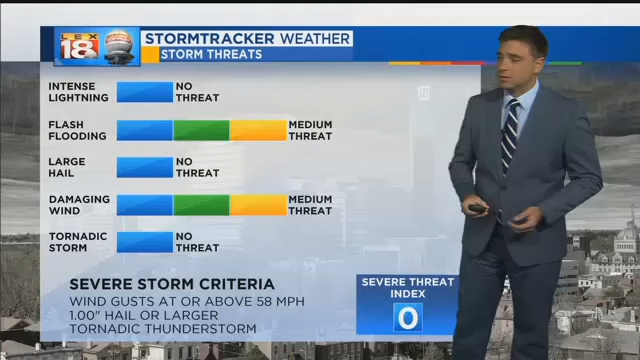 LEX
18
STORMTRACKER WEATHER
STORM THREATS
INTENSE
LIGHTNING
NO
THREAT
FLASH
FLOODING
MEDIUM
THREAT
LARGE
HAIL
NO
THREAT
DAMAGING
WIND
MEDIUM
THREAT
TORNADIC
STORM
NO
THREAT
SEVERE STORM CRITERIA
WIND GUSTS AT OR ABOVE 58 MPH
1.00" HAIL OR LARGER
TORNADIC THUNDERSTORM
SEVERE THREAT
INDEX
0